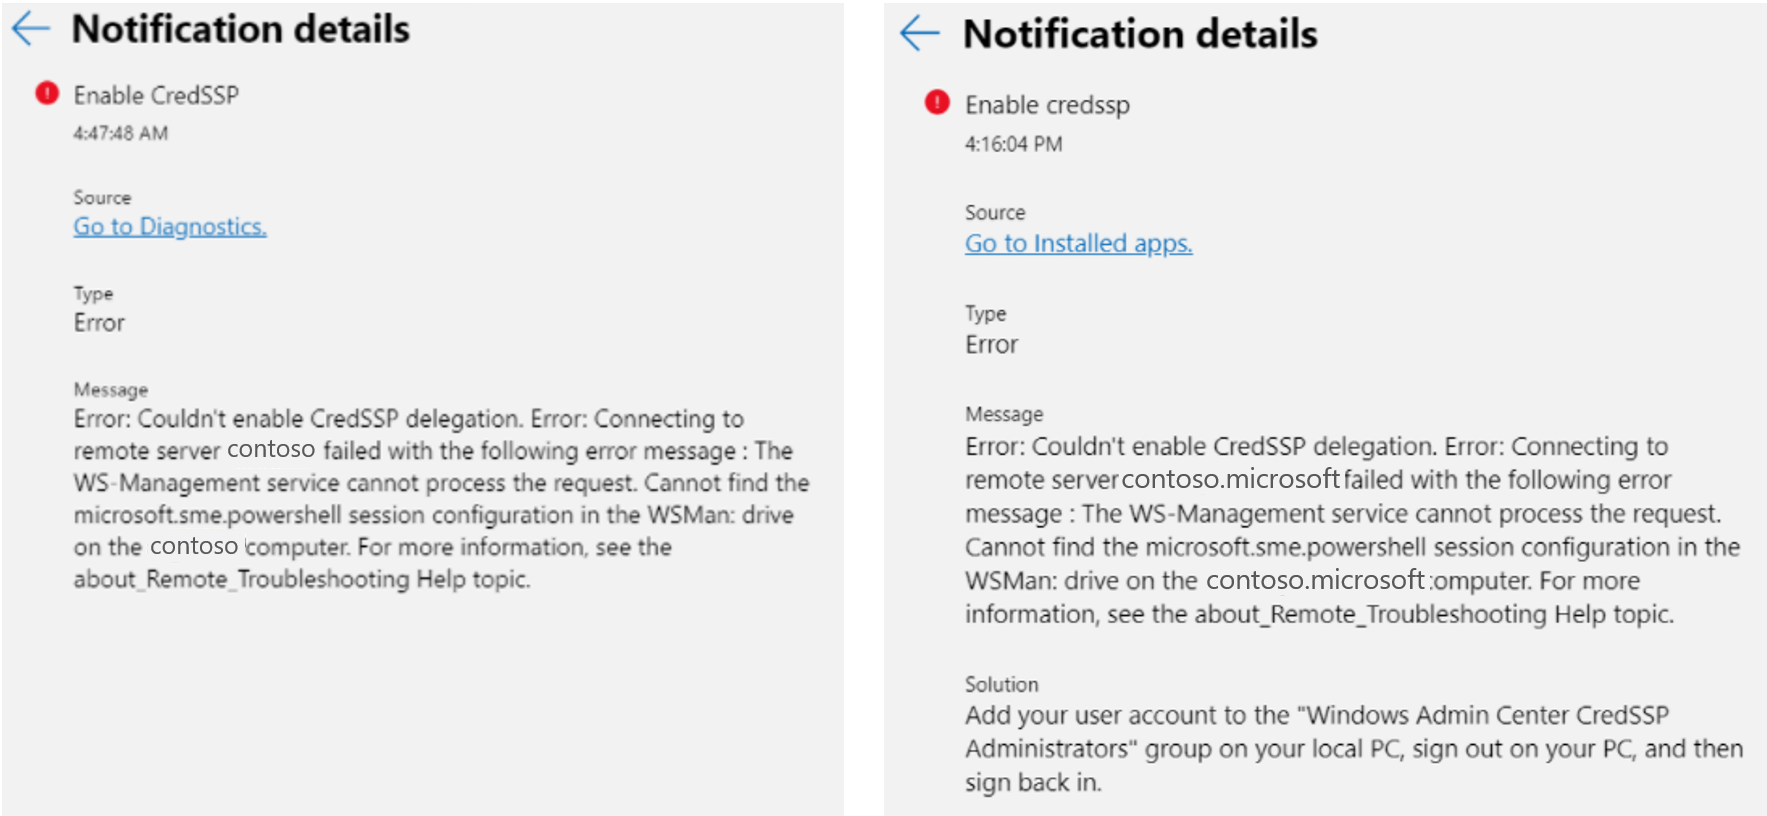 Notification details
Enable CredSSP
4:47:48 AM
Source
Go to Diagnostics.
Type
Error
Message
Error: Couldn't enable CredSSP delegation. Error: Connecting to
remote server contoso failed with the following error message : The
WS-Management service cannot process the request. Cannot find the
microsoft.sme.powershell session configuration in the WSMan: drive
on the contoso computer. For more information, see the
about_Remote_Troubleshooting Help topic.
Notification details
Enable credssp
4:16:04 PM
Source
Go to Installed apps.
Type
Error
Message
Error: Couldn't enable CredSSP delegation. Error: Connecting to
remote server contoso.microsoft failed with the following error
message : The WS-Management service cannot process the request.
Cannot find the microsoft.sme.powershell session configuration in the
WSMan: drive on the contoso.microsoft :omputer. For more
information, see the about_Remote_Troubleshooting Help topic.
Solution
Add your user account to the "Windows Admin Center CredSSP
Administrators" group on your local PC, sign out on your PC, and then
sign back in.